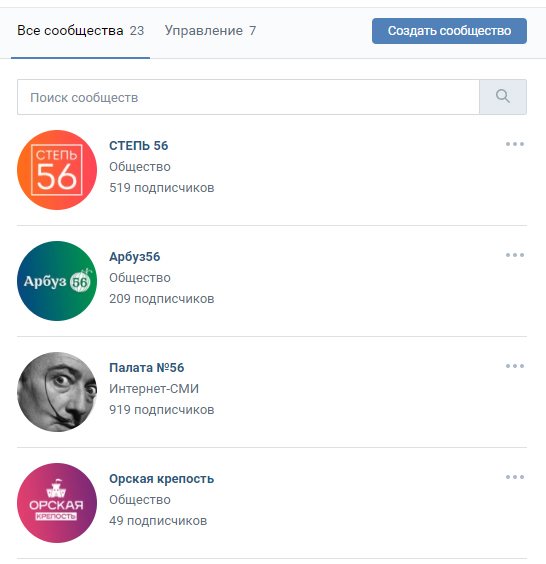 Все сообщества 23 Управление 7 Создать сообщество
Поиск сообществ
СТЕПЬ
56
СТЕПЬ 56
Общество
519 подписчиков
Арбуз 56
Арбуз56
Общество
209 подписчиков
Палата №56
Интернет-СМИ
919 подписчиков
ОРСКАЯ
КРЕПОСТЬ
Орская крепость
Общество
49 подписчиков